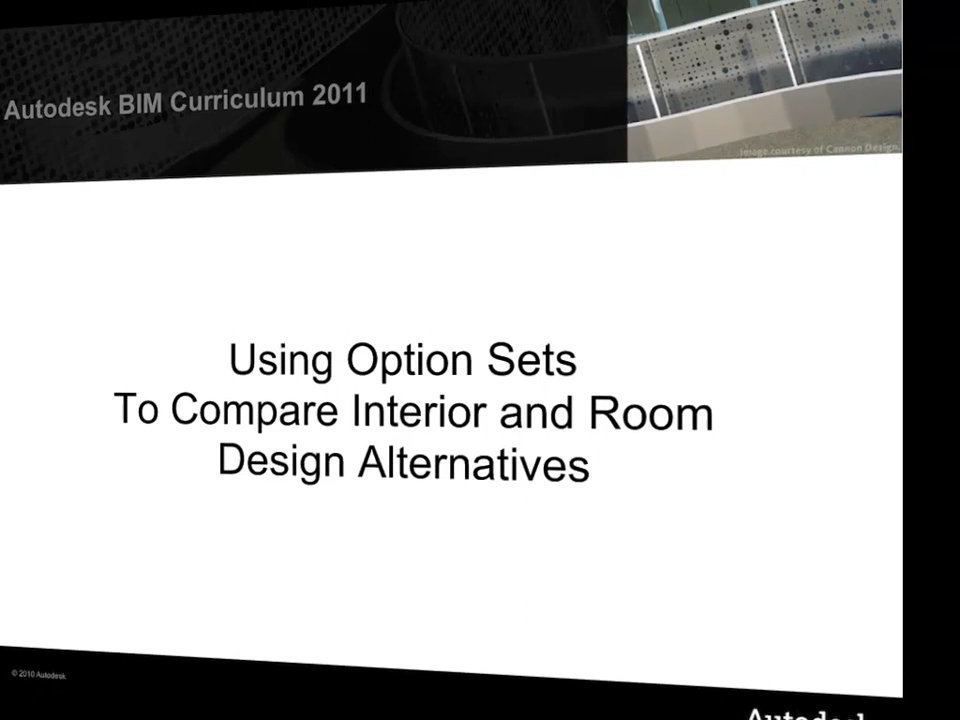 Autodesk BIM Curriculum 2011
Image courtesy of Cannon Design
Using Option Sets
To Compare Interior and Room
Design Alternatives
© 2010 Autodesk
Autodesk